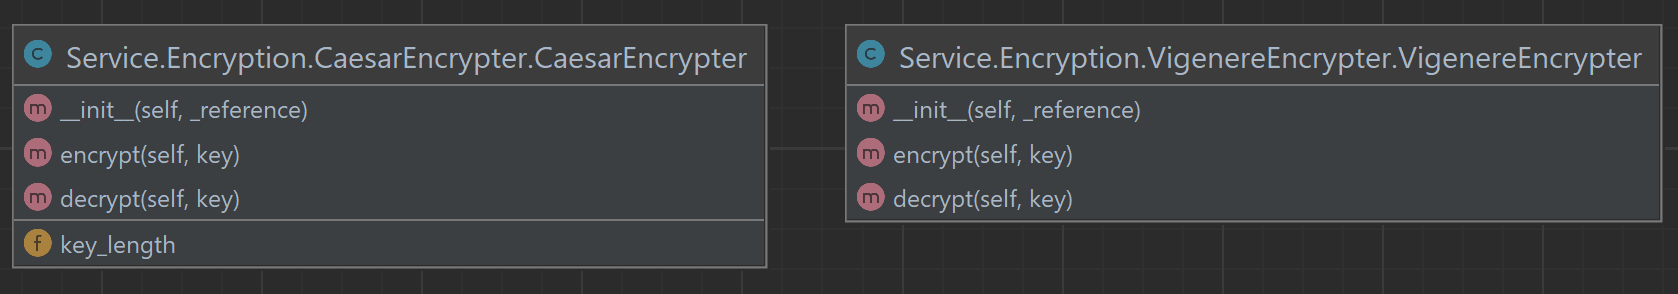 C Service.Encryption.CaesarEncrypter.CaesarEncrypter
m __init__(self, _reference)
m encrypt(self, key)
m decrypt(self, key)
f key_length
C Service.Encryption.VigenereEncrypter.VigenereEncrypter
m __init__(self, _reference)
m encrypt(self, key)
m decrypt(self, key)